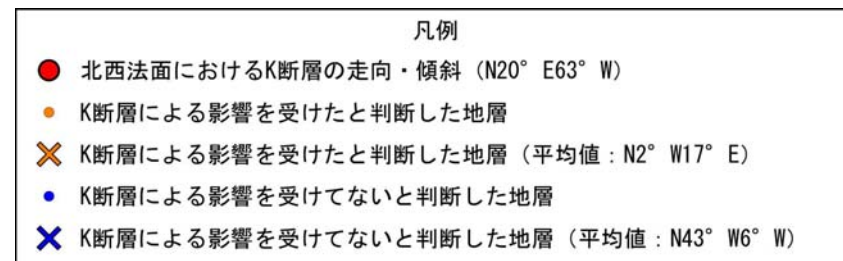 凡例
北西法面におけるK断層の走向・傾斜（N20°E63°W）
K断層による影響を受けたと判断した地層
K断層による影響を受けたと判断した地層（平均値：N2°W17°E）
K断層による影響を受けてないと判断した地層
K断層による影響を受けてないと判断した地層（平均値：N43°W6°W）